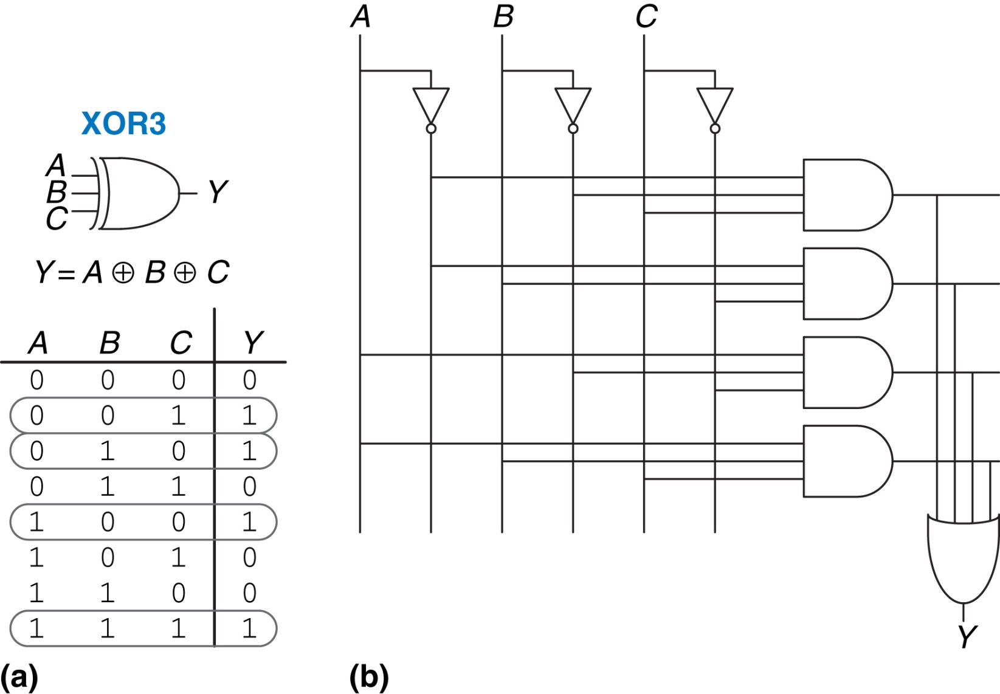 XOR3
A
B
C
Y
Y = A ⊕ B ⊕ C
A B C Y
0 0 0 0
0 0 1 1
0 1 0 1
0 1 1 0
1 0 0 1
1 0 1 0
1 1 0 0
1 1 1 1
(a)
A B C
Y
(b)